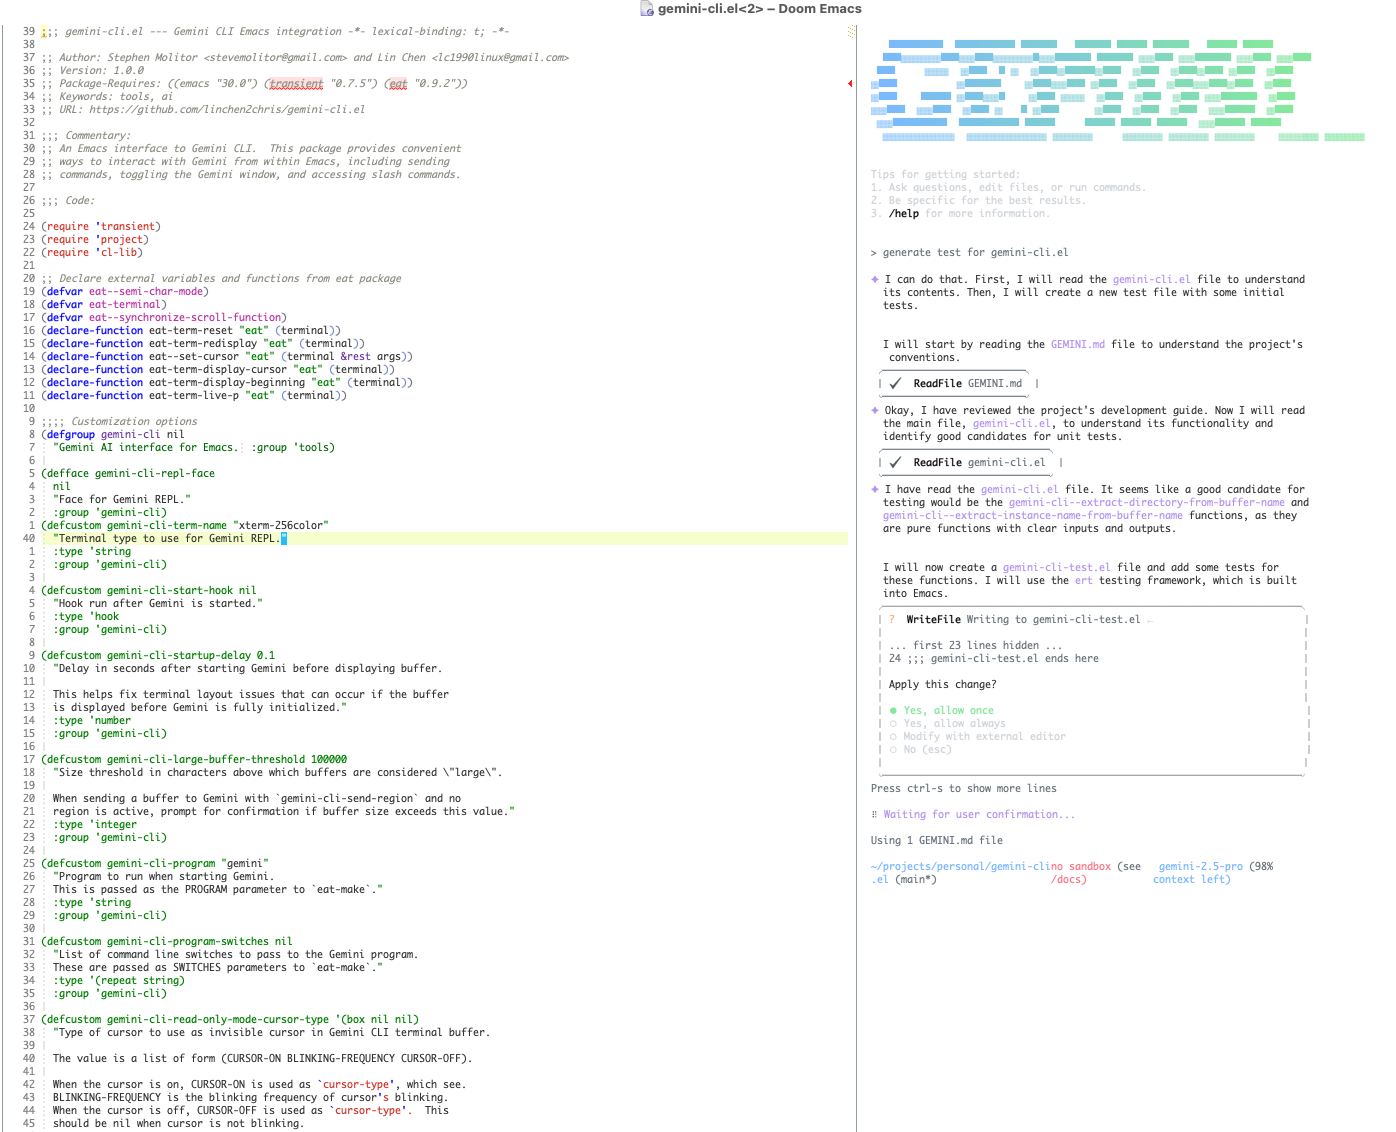 gemini-cli.el<2> – Doom Emacs
39 ;;; gemini-cli.el --- Gemini CLI Emacs integration -*- lexical-binding: t; -*-
38
37 ;; Author: Stephen Molitor <stevemolitor@gmail.com> and Lin Chen <lc1990linux@gmail.com>
36 ;; Version: 1.0.0
35 ;; Package-Requires: ((emacs "30.0") (transient "0.7.5") (eat "0.9.2"))
34 ;; Keywords: tools, ai
33 ;; URL: https://github.com/linchen2chris/gemini-cli.el
32
31 ;;; Commentary:
30 ;; An Emacs interface to Gemini CLI.  This package provides convenient
29 ;; ways to interact with Gemini from within Emacs, including sending
28 ;; commands, toggling the Gemini window, and accessing slash commands.
27
26 ;;; Code:
25
24 (require 'transient)
23 (require 'project)
22 (require 'cl-lib)
21
20 ;; Declare external variables and functions from eat package
19 (defvar eat--semi-char-mode)
18 (defvar eat-terminal)
17 (defvar eat--synchronize-scroll-function)
16 (declare-function eat-term-reset "eat" (terminal))
15 (declare-function eat-term-redisplay "eat" (terminal))
14 (declare-function eat--set-cursor "eat" (terminal &rest args))
13 (declare-function eat-term-display-cursor "eat" (terminal))
12 (declare-function eat-term-display-beginning "eat" (terminal))
11 (declare-function eat-term-live-p "eat" (terminal))
10
9 ;;;; Customization options
8 (defgroup gemini-cli nil
7   "Gemini AI interface for Emacs."  :group 'tools)
6
5 (defface gemini-cli-repl-face
4   nil
3   "Face for Gemini REPL."
2   :group 'gemini-cli)
1 (defcustom gemini-cli-term-name "xterm-256color"
40   "Terminal type to use for Gemini REPL."
1   :type 'string
2   :group 'gemini-cli)
3
4 (defcustom gemini-cli-start-hook nil
5   "Hook run after Gemini is started."
6   :type 'hook
7   :group 'gemini-cli)
8
9 (defcustom gemini-cli-startup-delay 0.1
10   "Delay in seconds after starting Gemini before displaying buffer.
11
12   This helps fix terminal layout issues that can occur if the buffer
13   is displayed before Gemini is fully initialized."
14   :type 'number
15   :group 'gemini-cli)
16
17 (defcustom gemini-cli-large-buffer-threshold 100000
18   "Size threshold in characters above which buffers are considered \"large\".
19
20   When sending a buffer to Gemini with `gemini-cli-send-region` and no
21   region is active, prompt for confirmation if buffer size exceeds this value."
22   :type 'integer
23   :group 'gemini-cli)
24
25 (defcustom gemini-cli-program "gemini"
26   "Program to run when starting Gemini.
27   This is passed as the PROGRAM parameter to `eat-make`."
28   :type 'string
29   :group 'gemini-cli)
30
31 (defcustom gemini-cli-program-switches nil
32   "List of command line switches to pass to the Gemini program.
33   These are passed as SWITCHES parameters to `eat-make`."
34   :type '(repeat string)
35   :group 'gemini-cli)
36
37 (defcustom gemini-cli-read-only-mode-cursor-type '(box nil nil)
38   "Type of cursor to use as invisible cursor in Gemini CLI terminal buffer.
39
40   The value is a list of form (CURSOR-ON BLINKING-FREQUENCY CURSOR-OFF).
41
42   When the cursor is on, CURSOR-ON is used as `cursor-type', which see.
43   BLINKING-FREQUENCY is the blinking frequency of cursor's blinking.
44   When the cursor is off, CURSOR-OFF is used as `cursor-type'.  This
45   should be nil when cursor is not blinking.
Tips for getting started:
1. Ask questions, edit files, or run commands.
2. Be specific for the best results.
3. /help for more information.
> generate test for gemini-cli.el
✦ I can do that. First, I will read the gemini-cli.el file to understand
its contents. Then, I will create a new test file with some initial
tests.
I will start by reading the GEMINI.md file to understand the project's
conventions.
✓ ReadFile GEMINI.md
✦ Okay, I have reviewed the project's development guide. Now I will read
the main file, gemini-cli.el, to understand its functionality and
identify good candidates for unit tests.
✓ ReadFile gemini-cli.el
✦ I have read the gemini-cli.el file. It seems like a good candidate for
testing would be the gemini-cli--extract-directory-from-buffer-name and
gemini-cli--extract-instance-name-from-buffer-name functions, as they
are pure functions with clear inputs and outputs.
I will now create a gemini-cli-test.el file and add some tests for
these functions. I will use the ert testing framework, which is built
into Emacs.
? WriteFile Writing to gemini-cli-test.el ←
... first 23 lines hidden ...
24 ;;; gemini-cli-test.el ends here
Apply this change?
● Yes, allow once
○ Yes, allow always
○ Modify with external editor
○ No (esc)
Press ctrl-s to show more lines
⠿ Waiting for user confirmation...
Using 1 GEMINI.md file
~/projects/personal/gemini-clino sandbox (see   gemini-2.5-pro (98%
.el (main*)   /docs)   context left)